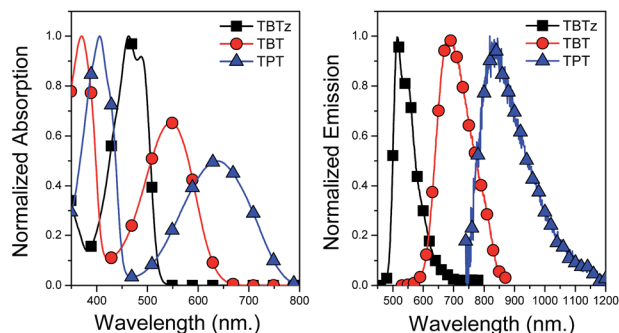 TBTz
TBT
TPT
1.0
0.8
0.6
0.4
0.2
0.0
Normalized Absorption
400 500 600 700 800
Wavelength (nm.)
TBTz
TBT
TPT
1.0
0.8
0.6
0.4
0.2
0.0
Normalized Emission
500 600 700 800 900 1000 1100 1200
Wavelength (nm.)